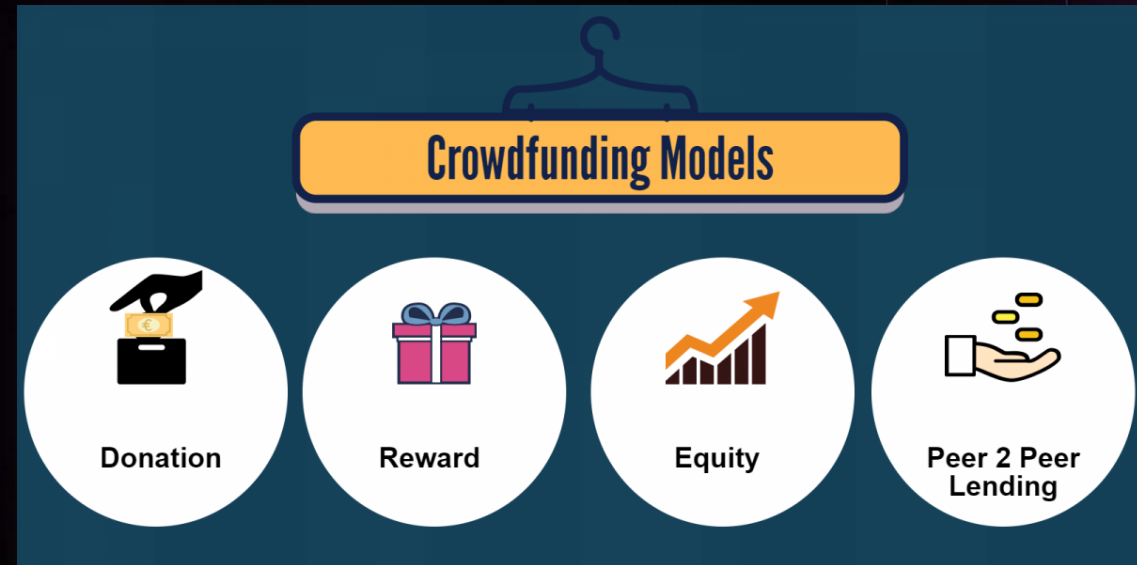 Crowdfunding Models
Donation
Reward
Equity
Peer 2 Peer
Lending